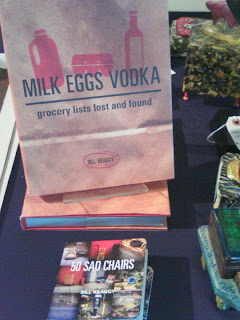 MILK EGGS VODKA
grocery lists lost and found
BILL KEAGGY
50 SAD CHAIRS
BILL KEAGGY